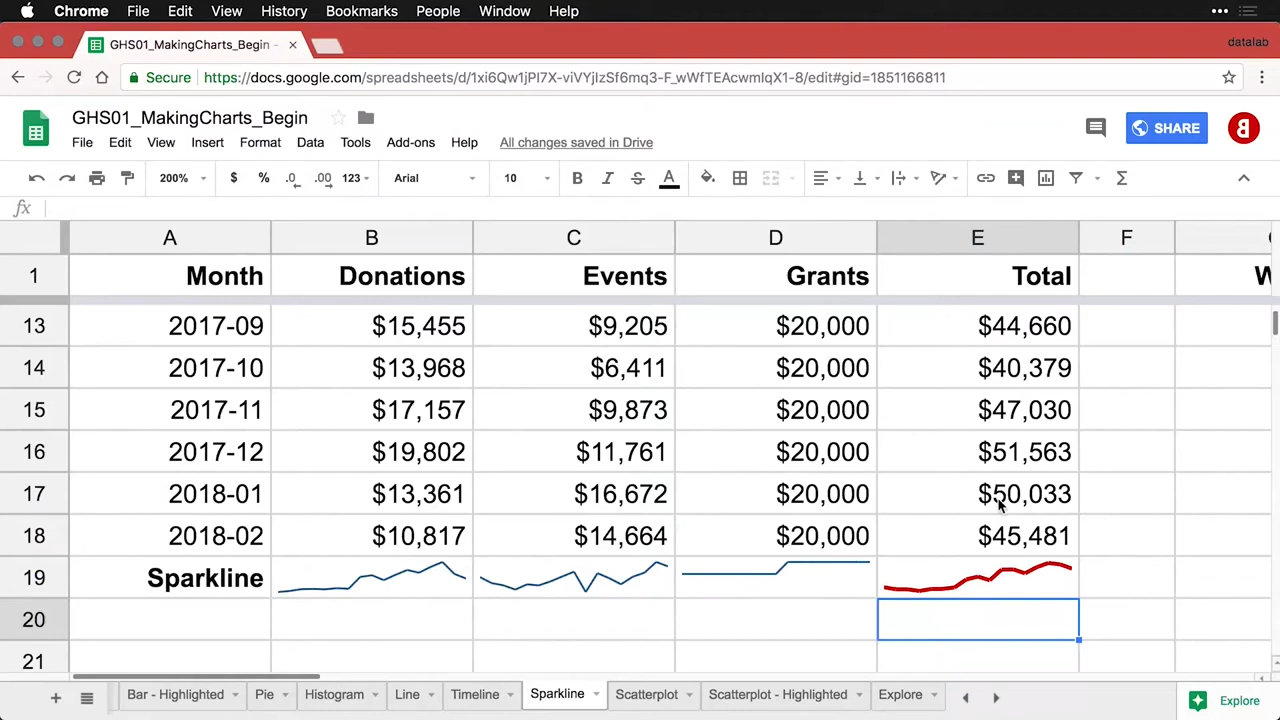 Chrome File Edit View History Bookmarks People Window Help
GHS01_MakingCharts_Begin -
datalab
Secure https://docs.google.com/spreadsheets/d/1xi6Qw1jPI7X-viVYjIzSf6mq3-F_wWfTEAcwmIqX1-8/edit#gid=1851166811
GHS01_MakingCharts_Begin
SHARE
File Edit View Insert Format Data Tools Add-ons Help All changes saved in Drive
200% $ % .0 .00 123 Arial 10 B I S A Σ
fx
A B C D E F
1 Month Donations Events Grants Total W
13 2017-09 $15,455 $9,205 $20,000 $44,660
14 2017-10 $13,968 $6,411 $20,000 $40,379
15 2017-11 $17,157 $9,873 $20,000 $47,030
16 2017-12 $19,802 $11,761 $20,000 $51,563
17 2018-01 $13,361 $16,672 $20,000 $50,033
18 2018-02 $10,817 $14,664 $20,000 $45,481
19 Sparkline
20
21
Bar - Highlighted Pie Histogram Line Timeline Sparkline Scatterplot Scatterplot - Highlighted Explore Explore